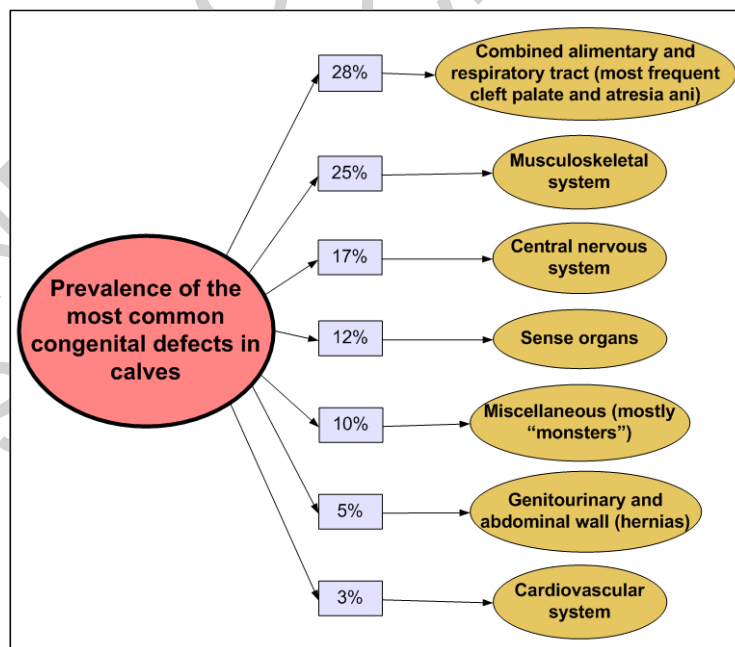 Prevalence of the
most common
congenital defects in
calves
28%
Combined alimentary and
respiratory tract (most frequent
cleft palate and atresia ani)
25%
Musculoskeletal
system
17%
Central nervous
system
12%
Sense organs
10%
Miscellaneous (mostly
“monsters”)
5%
Genitourinary and
abdominal wall (hernias)
3%
Cardiovascular
system